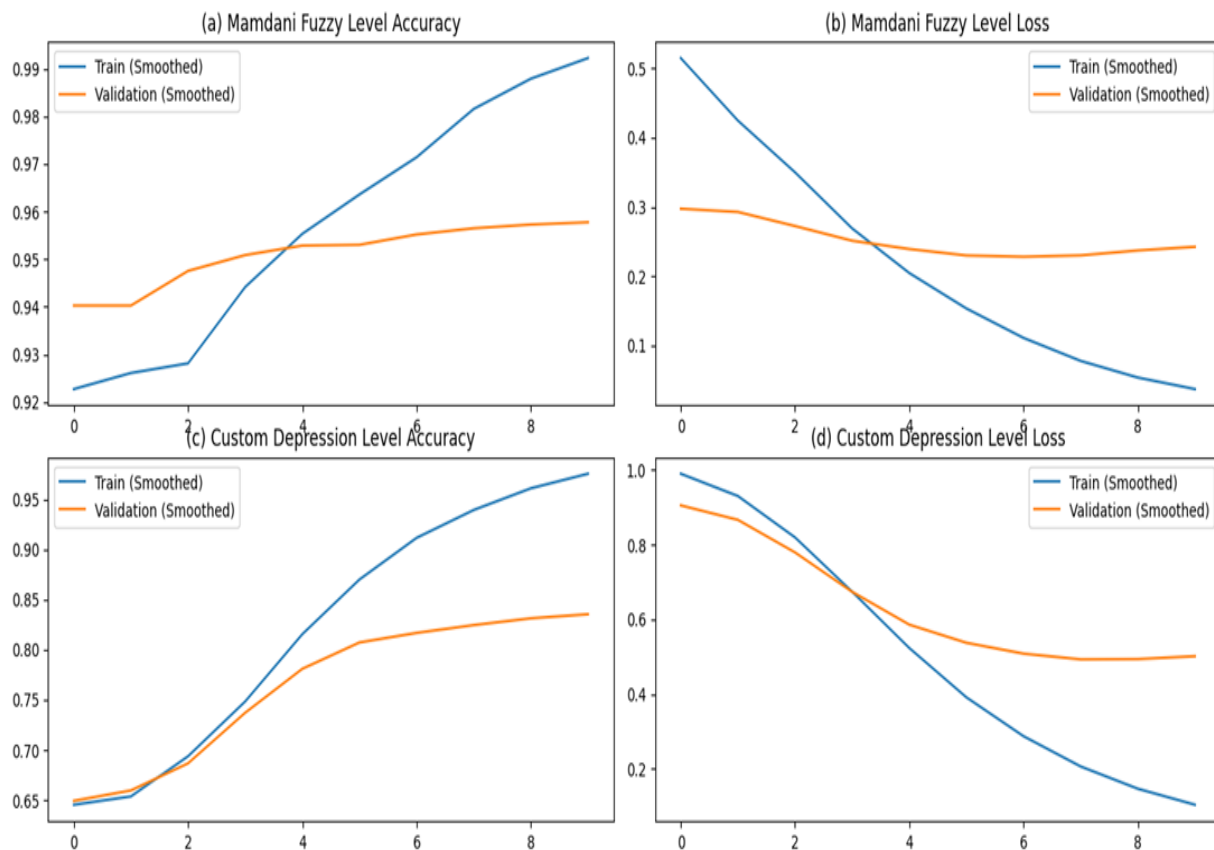 (a) Mamdani Fuzzy Level Accuracy
Train (Smoothed)
Validation (Smoothed)
0.99
0.98
0.97
0.96
0.95
0.94
0.93
0.92
0 2 4 6 8
(b) Mamdani Fuzzy Level Loss
Train (Smoothed)
Validation (Smoothed)
0.5
0.4
0.3
0.2
0.1
0 2 4 6 8
(c) Custom Depression Level Accuracy
Train (Smoothed)
Validation (Smoothed)
0.95
0.90
0.85
0.80
0.75
0.70
0.65
0 2 4 6 8
(d) Custom Depression Level Loss
Train (Smoothed)
Validation (Smoothed)
1.0
0.8
0.6
0.4
0.2
0 2 4 6 8